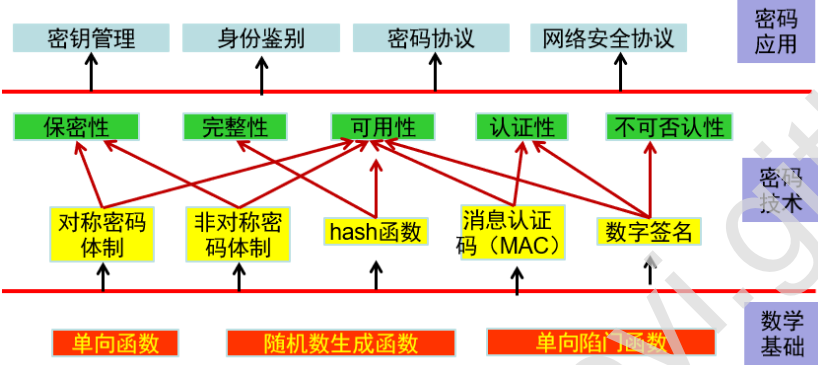 密码
应用
密钥管理
身份鉴别
密码协议
网络安全协议
保密性
完整性
可用性
认证性
不可否认性
密码
技术
对称密码
体制
非对称密
码体制
hash函数
消息认证
码（MAC）
数字签名
数学
基础
单向函数
随机数生成函数
单向陷门函数